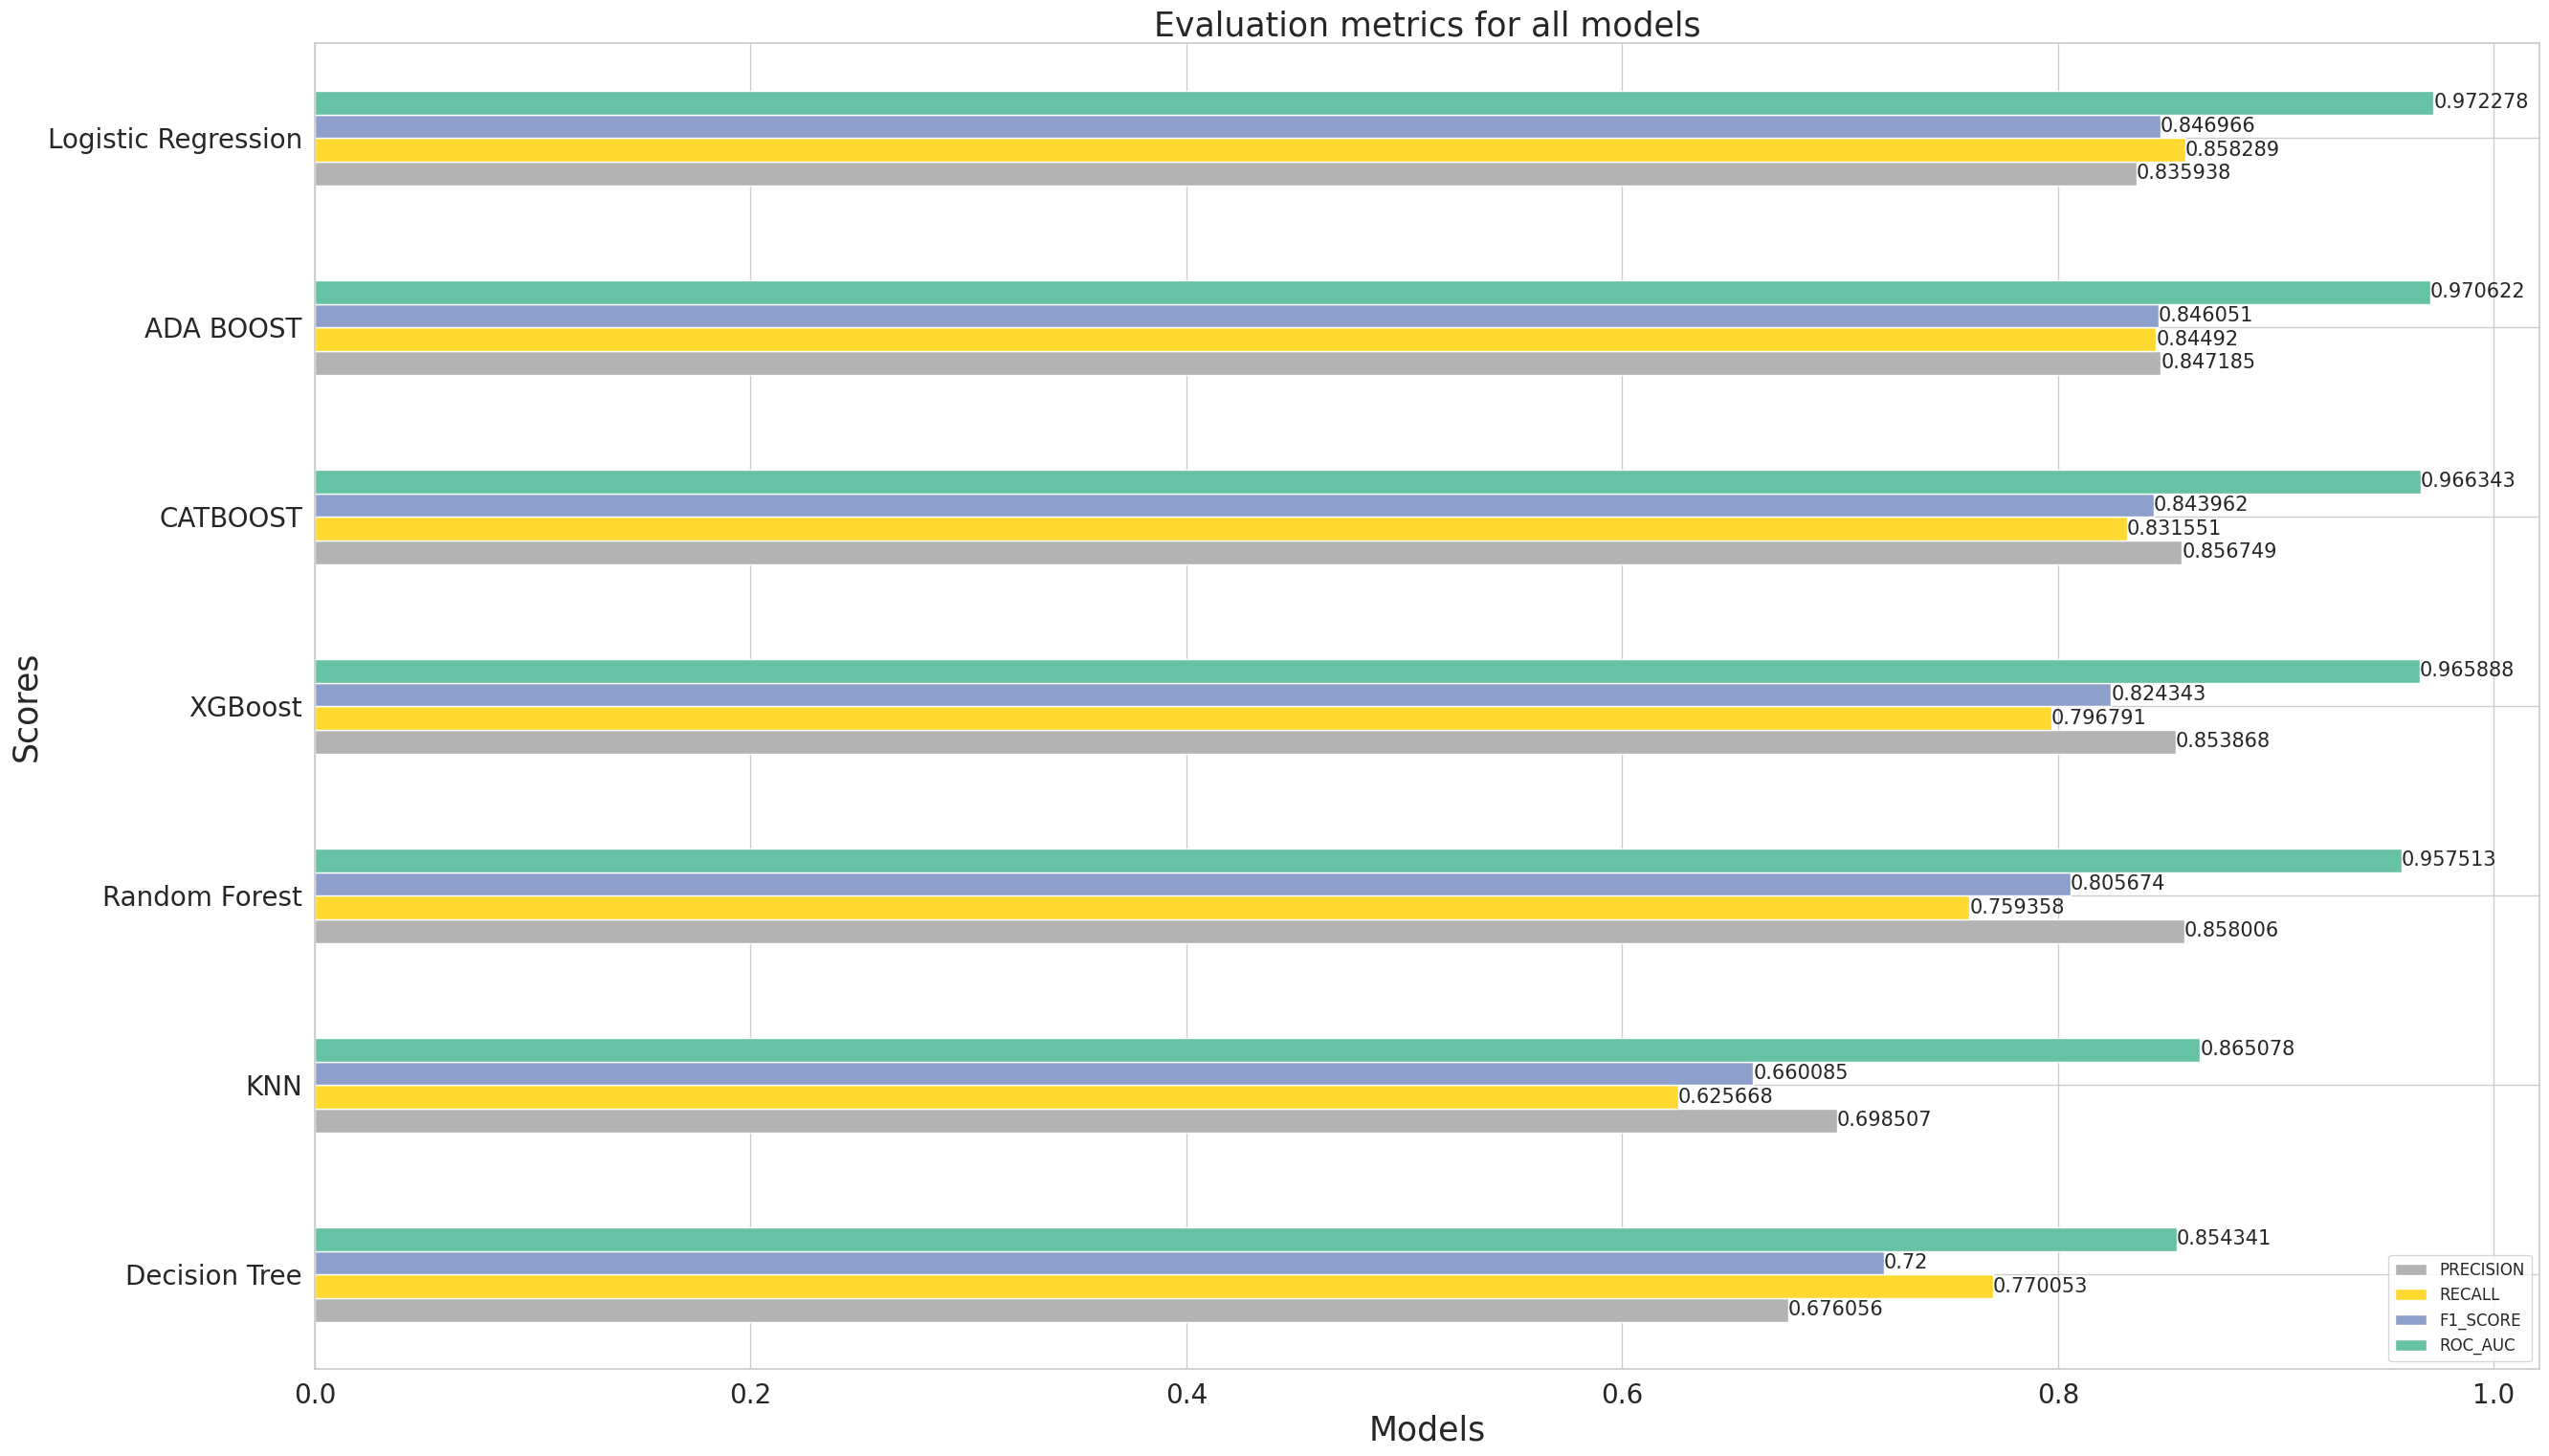 Evaluation metrics for all models
Logistic Regression
0.972278
0.846966
0.858289
0.835938
ADA BOOST
0.970622
0.846051
0.84492
0.847185
CATBOOST
0.966343
0.843962
0.831551
0.856749
XGBoost
0.965888
0.824343
0.796791
0.853868
Random Forest
0.957513
0.805674
0.759358
0.858006
KNN
0.865078
0.660085
0.625668
0.698507
Decision Tree
0.854341
0.72
0.770053
0.676056
Scores
PRECISION
RECALL
F1_SCORE
ROC_AUC
0.0 0.2 0.4 0.6 0.8 1.0
Models